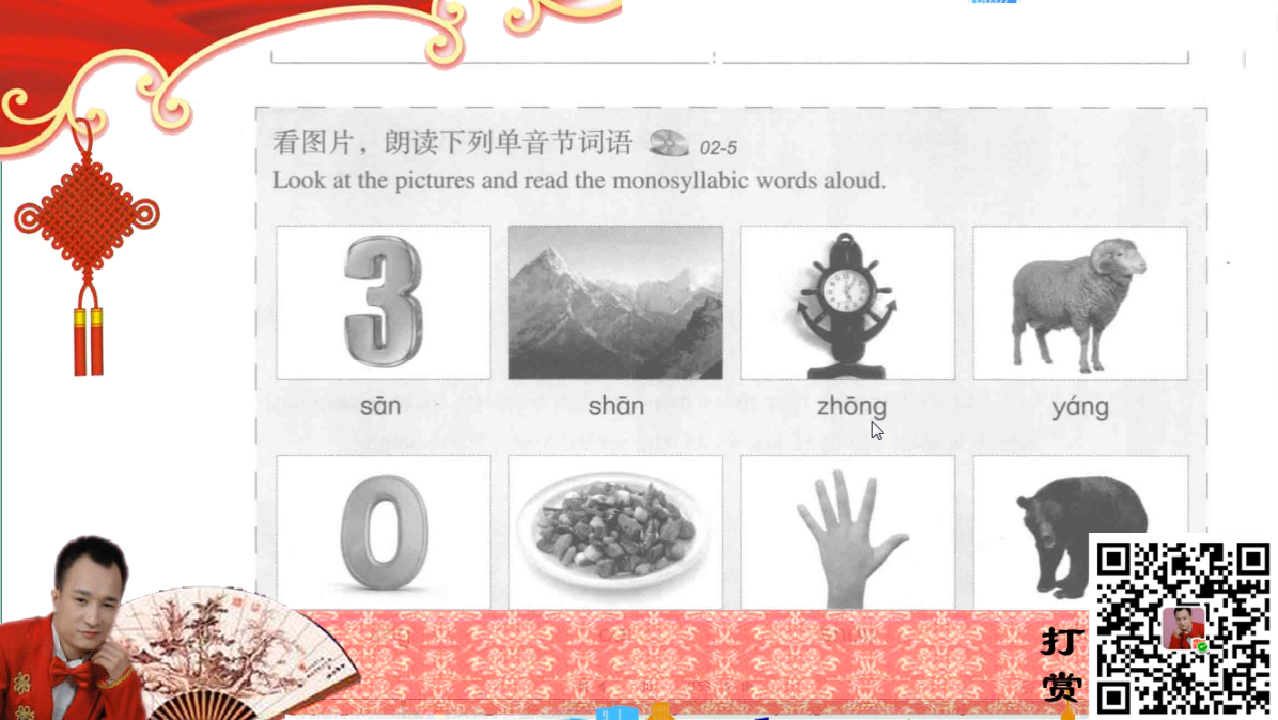 看图片，朗读下列单音节词语 02-5
Look at the pictures and read the monosyllabic words aloud.
3
sān
shān
zhōng
yáng
0
打
赏